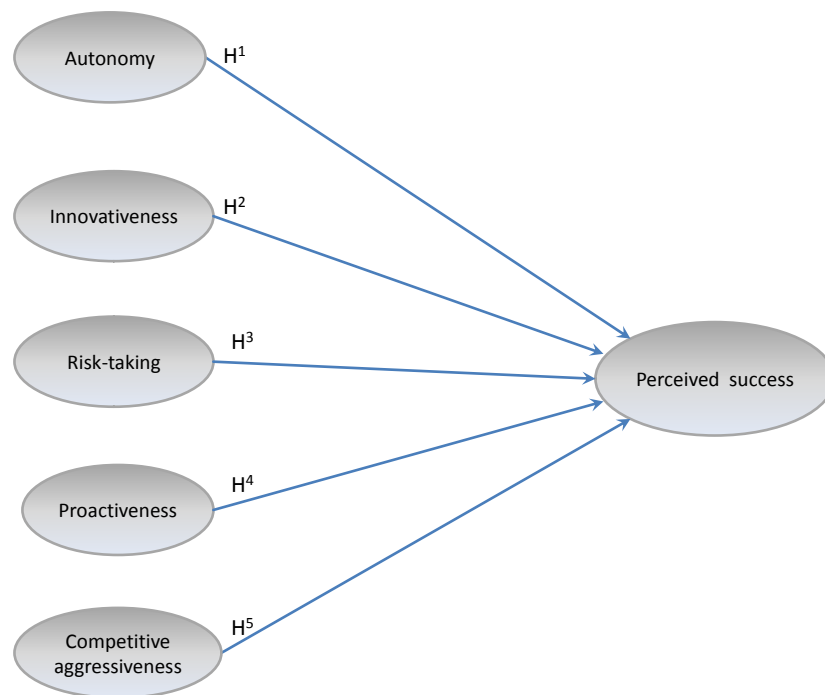 Autonomy
H¹
Innovativeness
H²
Risk-taking
H³
Perceived success
Proactiveness
H⁴
Competitive
aggressiveness
H⁵